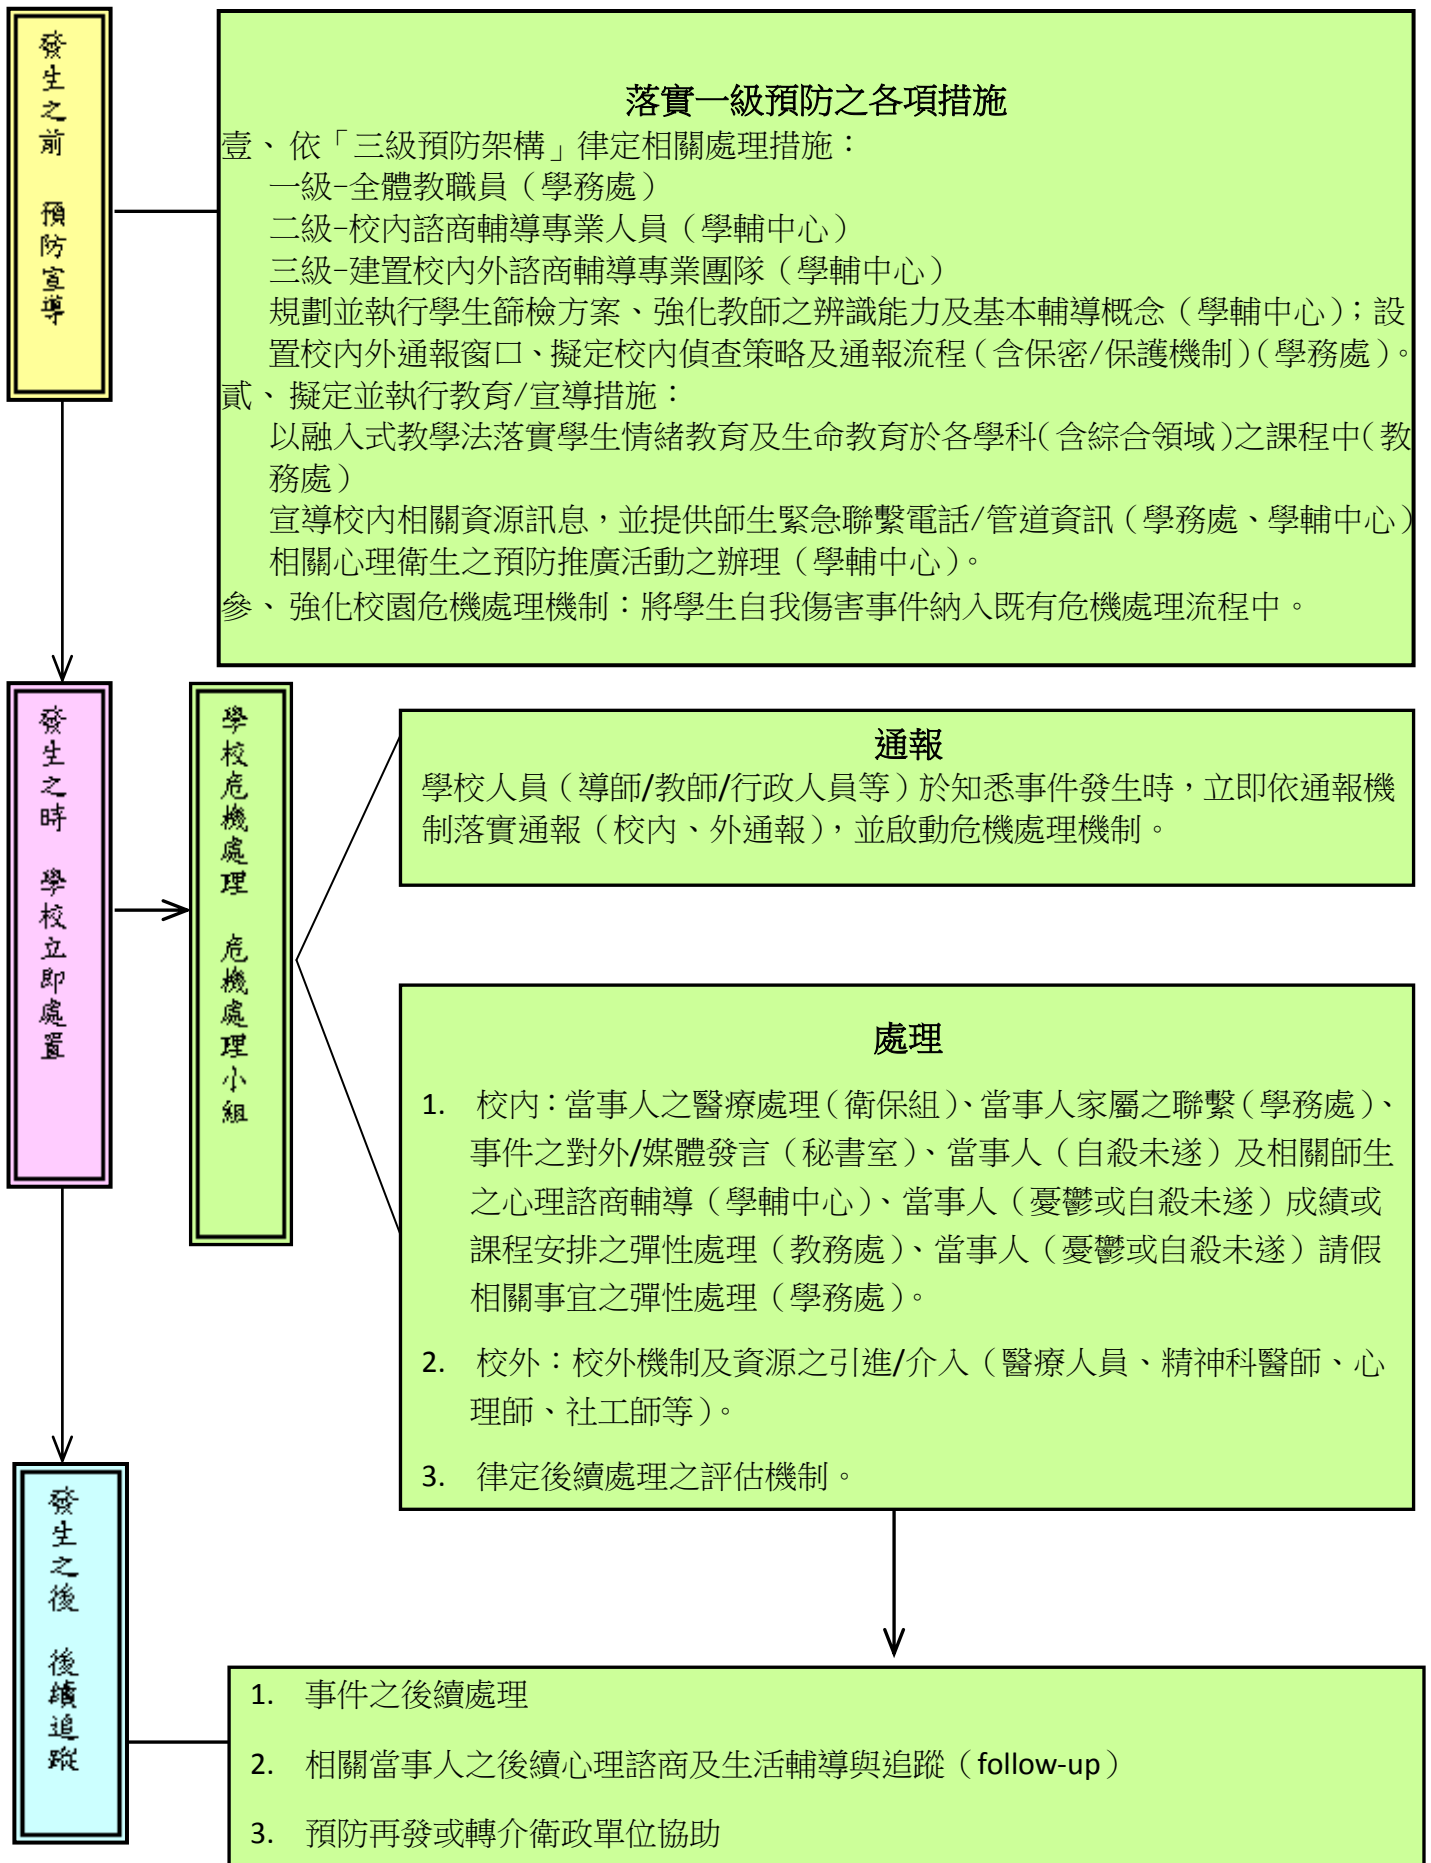 發生之前 預防宣導
落實一級預防之各項措施
壹、依「三級預防架構」律定相關處理措施：
一級-全體教職員（學務處）
二級-校內諮商輔導專業人員（學輔中心）
三級-建置校內外諮商輔導專業團隊（學輔中心）
規劃並執行學生篩檢方案、強化教師之辨識能力及基本輔導概念（學輔中心）；設
置校內外通報窗口、擬定校內偵查策略及通報流程（含保密/保護機制）（學務處）。
貳、擬定並執行教育/宣導措施：
以融入式教學法落實學生情緒教育及生命教育於各學科（含綜合領域）之課程中（教
務處）
宣導校內相關資源訊息，並提供師生緊急聯繫電話/管道資訊（學務處、學輔中心）
相關心理衛生之預防推廣活動之辦理（學輔中心）。
參、強化校園危機處理機制：將學生自我傷害事件納入既有危機處理流程中。
發生之時 學校立即處置
學校危機處理 危機處理小組
通報
學校人員（導師/教師/行政人員等）於知悉事件發生時，立即依通報機
制落實通報（校內、外通報），並啟動危機處理機制。
處理
1. 校內：當事人之醫療處理（衛保組）、當事人家屬之聯繫（學務處）、
事件之對外/媒體發言（秘書室）、當事人（自殺未遂）及相關師生
之心理諮商輔導（學輔中心）、當事人（憂鬱或自殺未遂）成績或
課程安排之彈性處理（教務處）、當事人（憂鬱或自殺未遂）請假
相關事宜之彈性處理（學務處）。
2. 校外：校外機制及資源之引進/介入（醫療人員、精神科醫師、心
理師、社工師等）。
3. 律定後續處理之評估機制。
發生之後 後續追蹤
1. 事件之後續處理
2. 相關當事人之後續心理諮商及生活輔導與追蹤（follow-up）
3. 預防再發或轉介衛政單位協助